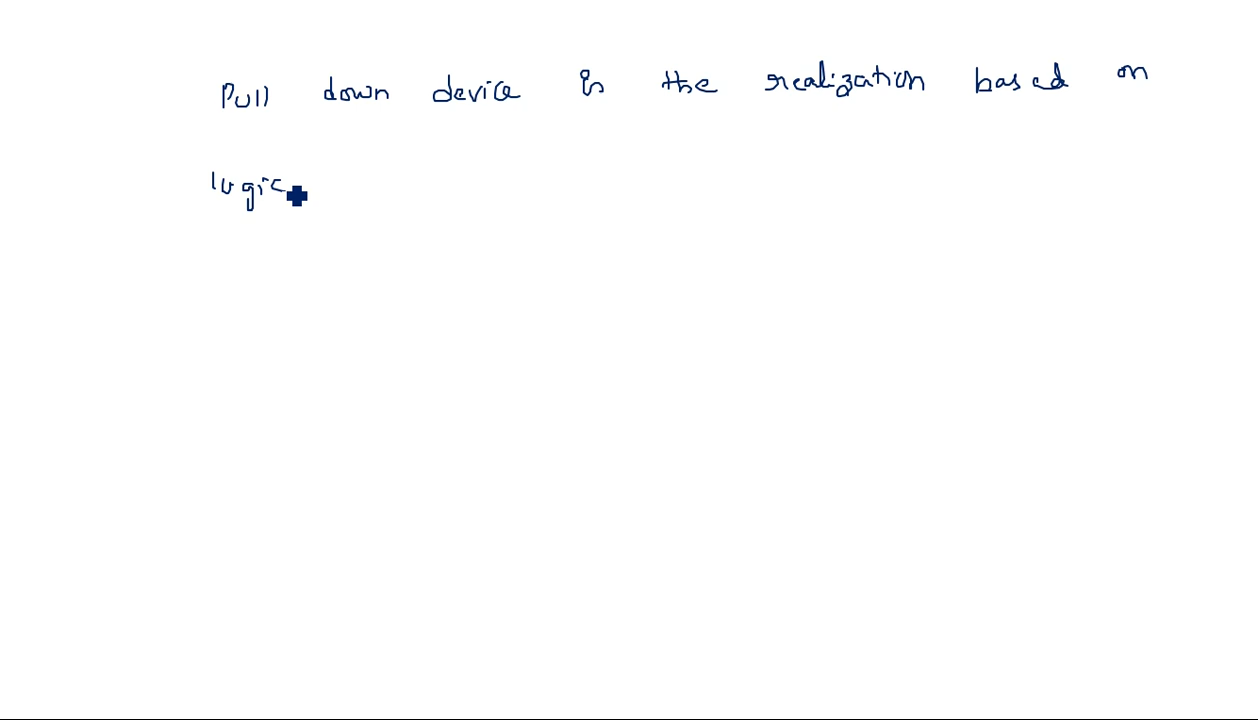 Pull down device is the realization based on
logic